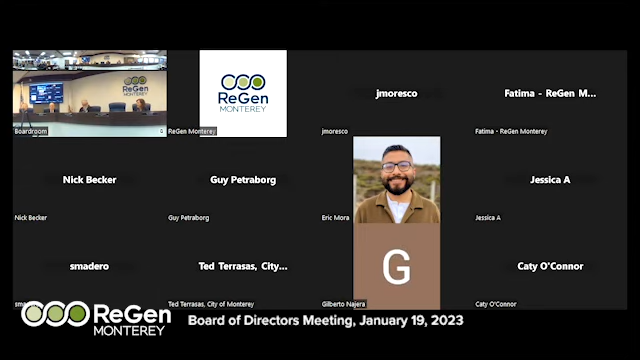 ReGen
MONTEREY
Boardroom
ReGen
MONTEREY
ReGen Monterey
jmoresco
jmoresco
Fatima - ReGen M...
Fatima - ReGen Monterey
Nick Becker
Nick Becker
Guy Petraborg
Guy Petraborg
Eric Mora
Jessica A
Jessica A
smadero
Ted Terrasas, City...
Ted Terrasas, City of Monterey
G
Gilberto Najera
Caty O'Connor
Caty O'Connor
ReGen
MONTEREY
Board of Directors Meeting, January 19, 2023